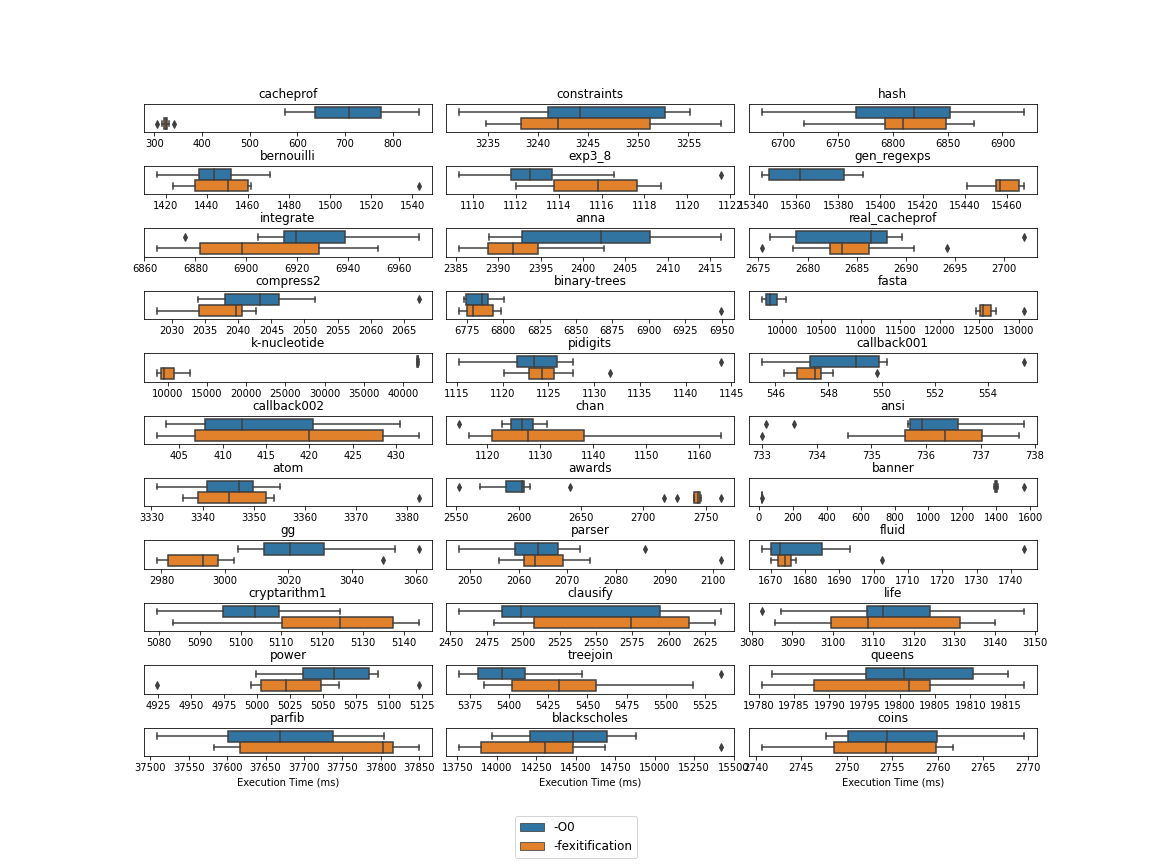 cacheprof constraints hash
300 400 500 600 700 800 3235 3240 3245 3250 3255 6700 6750 6800 6850 6900
bernouilli exp3_8 gen_regexps
1420 1440 1460 1480 1500 1520 1540 1110 1112 1114 1116 1118 1120 1122 15340 15360 15380 15400 15420 15440 15460
integrate anna real_cacheprof
6860 6880 6900 6920 6940 6960 2385 2390 2395 2400 2405 2410 2415 2675 2680 2685 2690 2695 2700
compress2 binary-trees fasta
2030 2035 2040 2045 2050 2055 2060 2065 6775 6800 6825 6850 6875 6900 6925 6950 10000 10500 11000 11500 12000 12500 13000
k-nucleotide pidigits callback001
10000 15000 20000 25000 30000 35000 40000 1115 1120 1125 1130 1135 1140 1145 546 548 550 552 554
callback002 chan ansi
405 410 415 420 425 430 1120 1130 1140 1150 1160 733 734 735 736 737 738
atom awards banner
3330 3340 3350 3360 3370 3380 2550 2600 2650 2700 2750 0 200 400 600 800 1000 1200 1400 1600
gg parser fluid
2980 3000 3020 3040 3060 2050 2060 2070 2080 2090 2100 1670 1680 1690 1700 1710 1720 1730 1740
cryptarithm1 clausify life
5080 5090 5100 5110 5120 5130 5140 2450 2475 2500 2525 2550 2575 2600 2625 3080 3090 3100 3110 3120 3130 3140 3150
power treejoin queens
4925 4950 4975 5000 5025 5050 5075 5100 5125 5375 5400 5425 5450 5475 5500 5525 19780 19785 19790 19795 19800 19805 19810 19815
parfib blackscholes coins
37500 37550 37600 37650 37700 37750 37800 37850 13750 14000 14250 14500 14750 15000 15250 15500 2740 2745 2750 2755 2760 2765 2770
Execution Time (ms) Execution Time (ms) Execution Time (ms)
-O0
-fexitification